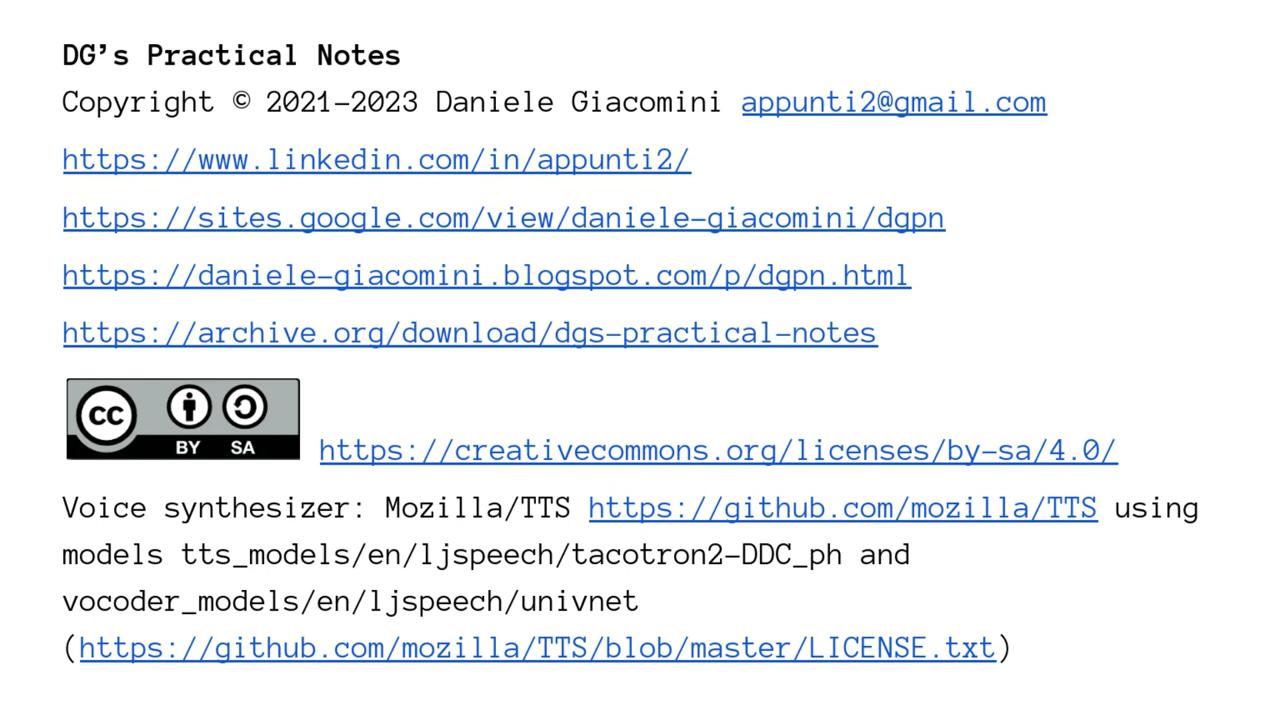 DG’s Practical Notes
Copyright © 2021-2023 Daniele Giacomini appunti2@gmail.com
https://www.linkedin.com/in/appunti2/
https://sites.google.com/view/daniele-giacomini/dgpn
https://daniele-giacomini.blogspot.com/p/dgpn.html
https://archive.org/download/dgs-practical-notes
cc BY SA https://creativecommons.org/licenses/by-sa/4.0/
Voice synthesizer: Mozilla/TTS https://github.com/mozilla/TTS using
models tts_models/en/ljspeech/tacotron2-DDC_ph and
vocoder_models/en/ljspeech/univnet
(https://github.com/mozilla/TTS/blob/master/LICENSE.txt)